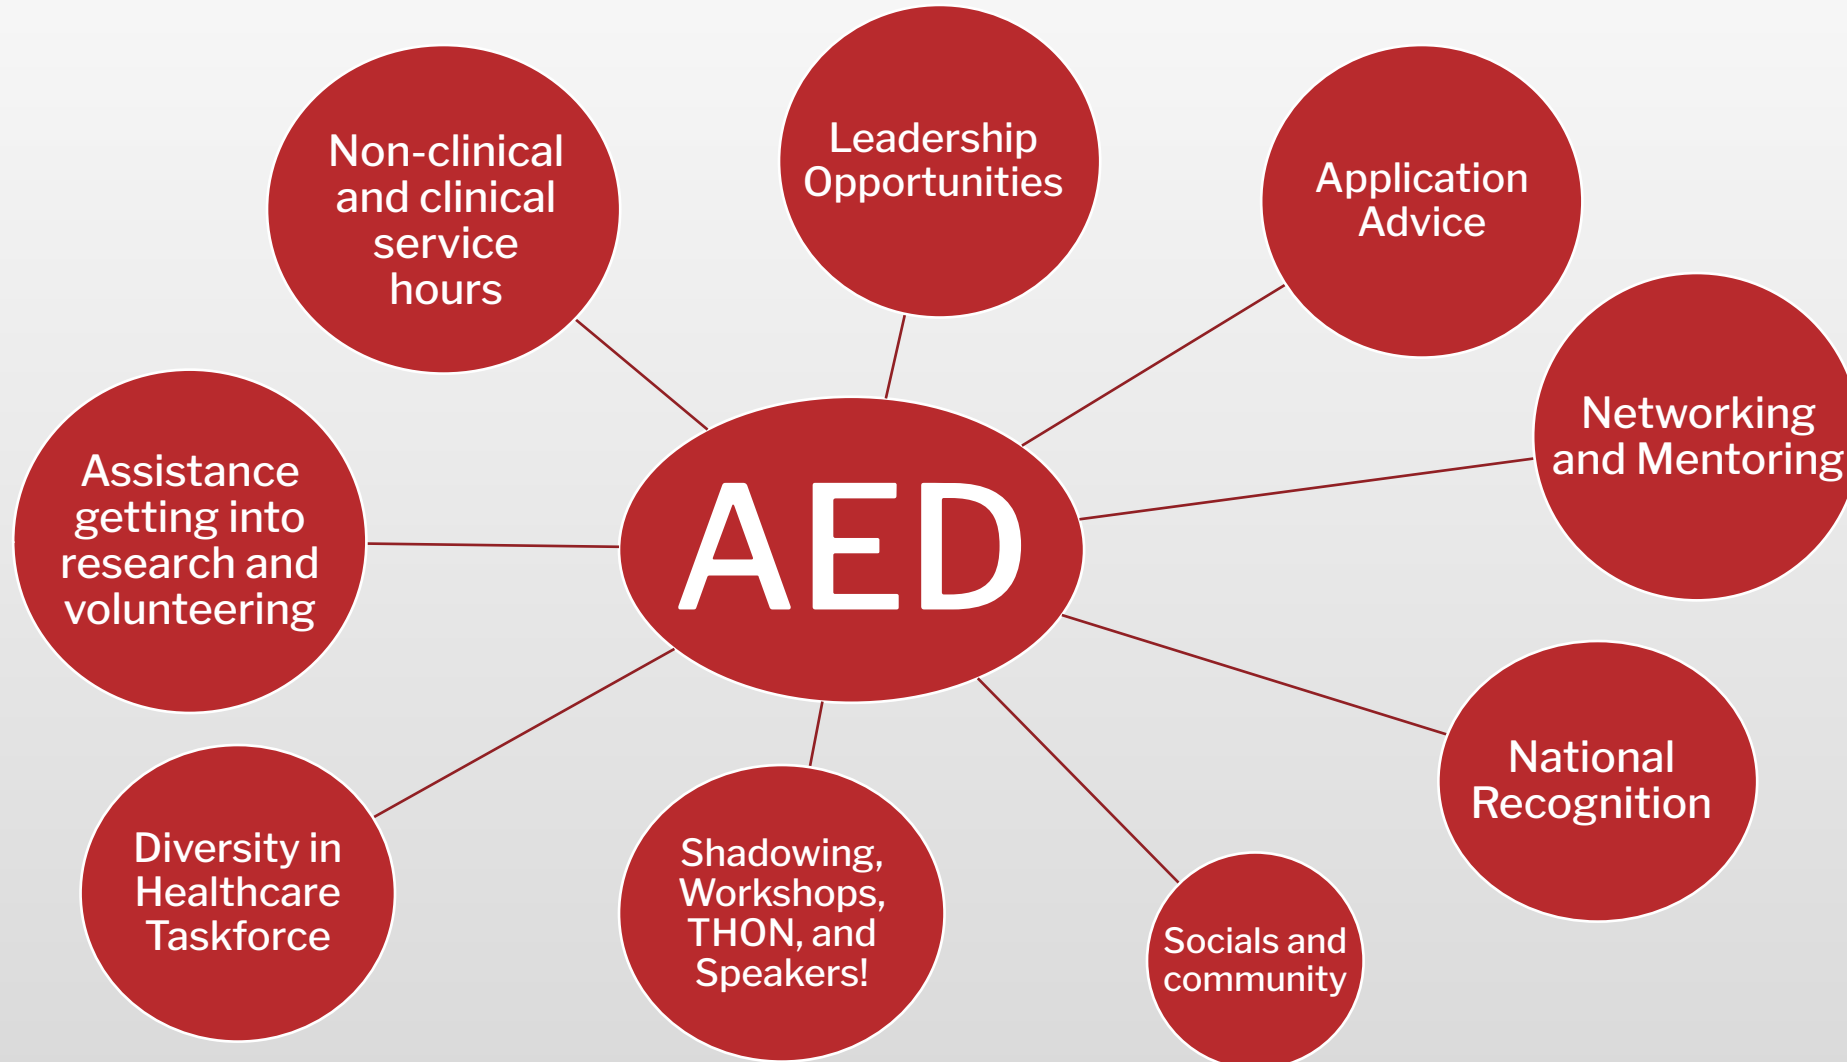 Leadership
Opportunities
Non-clinical
and clinical
service
hours
Application
Advice
Networking
and Mentoring
Assistance
getting into
research and
volunteering
AED
National
Recognition
Diversity in
Healthcare
Taskforce
Shadowing,
Workshops,
THON, and
Speakers!
Socials and
community